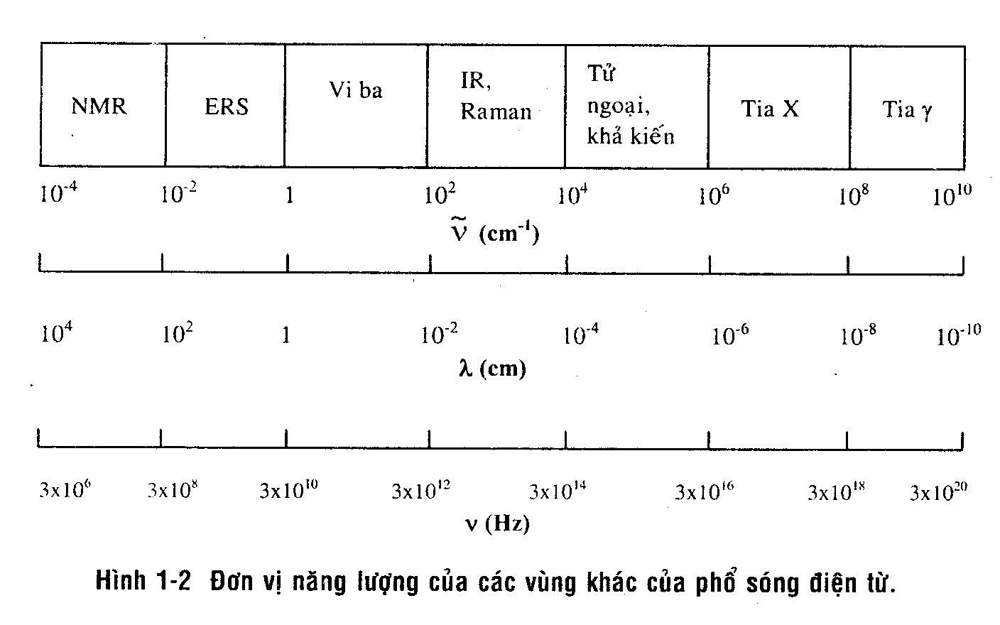 NMR
ERS
Vi ba
IR,
Raman
Tử
ngoại,
khả kiến
Tia X
Tia γ
10⁻⁴ 10⁻² 1 10² 10⁴ 10⁶ 10⁸ 10¹⁰
ν̃ (cm⁻¹)
10⁴ 10² 1 10⁻² 10⁻⁴ 10⁻⁶ 10⁻⁸ 10⁻¹⁰
λ (cm)
3x10⁶ 3x10⁸ 3x10¹⁰ 3x10¹² 3x10¹⁴ 3x10¹⁶ 3x10¹⁸ 3x10²⁰
ν (Hz)
Hình 1-2 Đơn vị năng lượng của các vùng khác của phổ sóng điện từ.